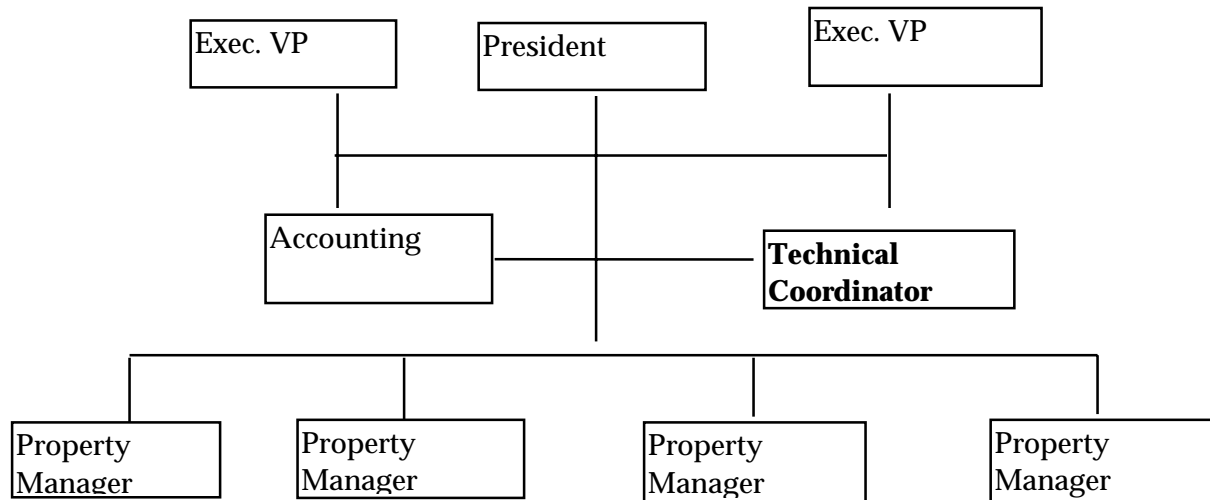 Exec. VP
President
Exec. VP
Accounting
Technical
Coordinator
Property
Manager
Property
Manager
Property
Manager
Property
Manager